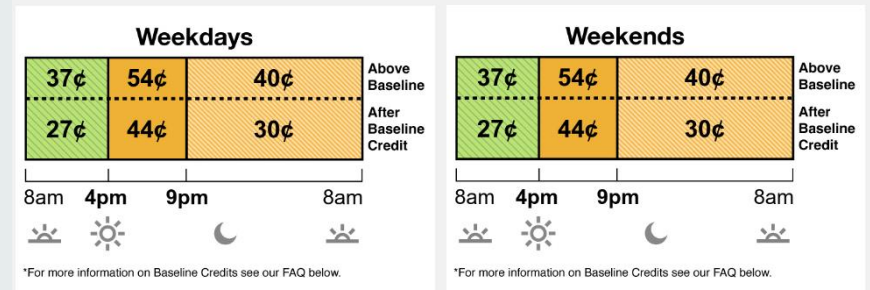 Weekdays
37¢ 54¢ 40¢ Above
Baseline
27¢ 44¢ 30¢ After
Baseline
Credit
8am 4pm 9pm 8am
*For more information on Baseline Credits see our FAQ below.
Weekends
37¢ 54¢ 40¢ Above
Baseline
27¢ 44¢ 30¢ After
Baseline
Credit
8am 4pm 9pm 8am
*For more information on Baseline Credits see our FAQ below.